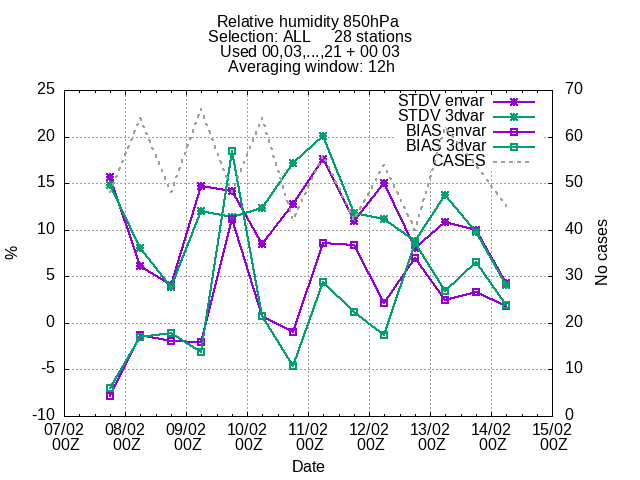 Relative humidity 850hPa
Selection: ALL 28 stations
Used 00,03,...,21 + 00 03
Averaging window: 12h
25
20
15
10
5
0
-5
-10
70
60
50
40
30
20
10
0
STDV envar
STDV 3dvar
BIAS envar
BIAS 3dvar
CASES
%
No cases
07/02 08/02 09/02 10/02 11/02 12/02 13/02 14/02 15/02
00Z 00Z 00Z 00Z 00Z 00Z 00Z 00Z 00Z
Date